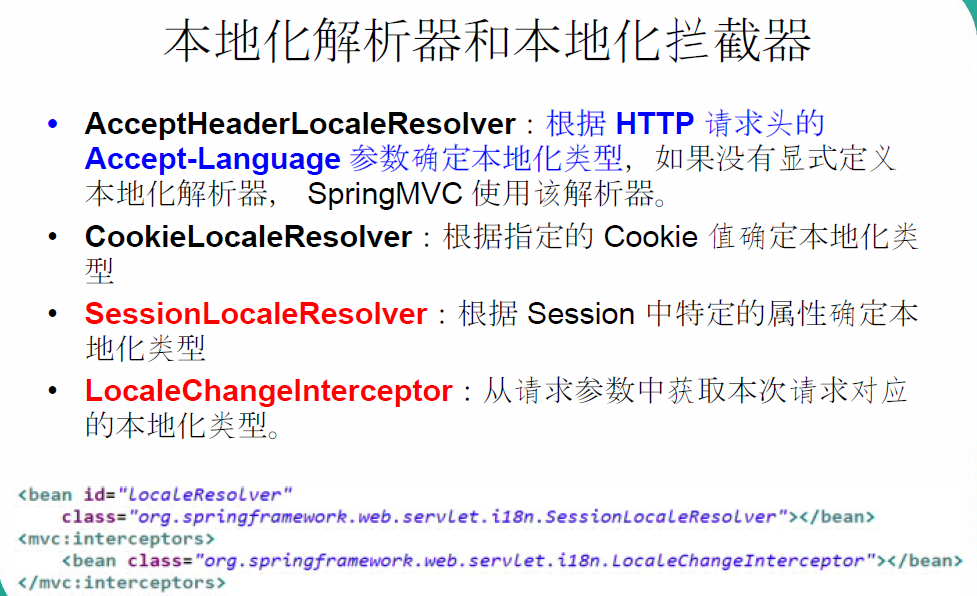 本地化解析器和本地化拦截器
• AcceptHeaderLocaleResolver：根据 HTTP 请求头的
Accept-Language 参数确定本地化类型，如果没有显式定义
本地化解析器， SpringMVC 使用该解析器。
• CookieLocaleResolver：根据指定的 Cookie 值确定本地化类
型
• SessionLocaleResolver：根据 Session 中特定的属性确定本
地化类型
• LocaleChangeInterceptor：从请求参数中获取本次请求对应
的本地化类型。
<bean id="localeResolver"
class="org.springframework.web.servlet.i18n.SessionLocaleResolver"></bean>
<mvc:interceptors>
<bean class="org.springframework.web.servlet.i18n.LocaleChangeInterceptor"></bean>
</mvc:interceptors>